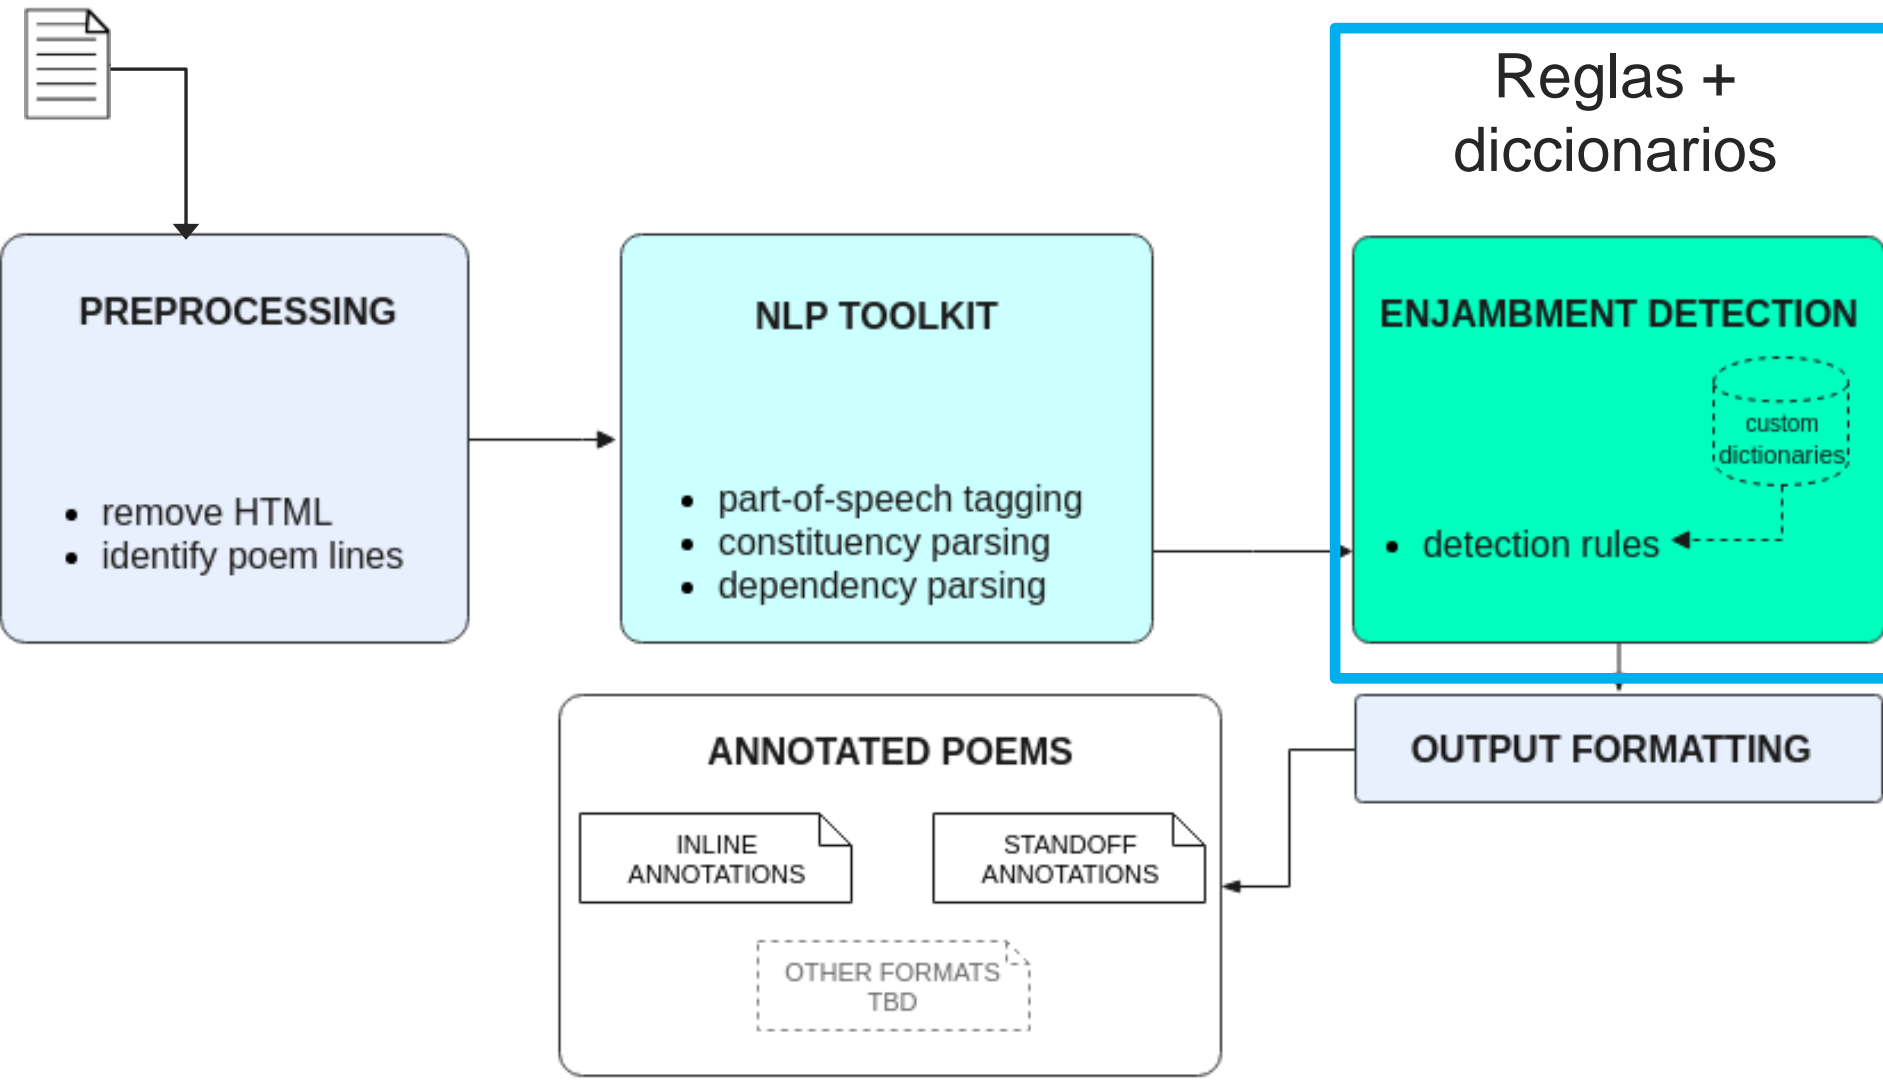 Reglas +
diccionarios
PREPROCESSING
• remove HTML
• identify poem lines
NLP TOOLKIT
• part-of-speech tagging
• constituency parsing
• dependency parsing
ENJAMBMENT DETECTION
custom
dictionaries
• detection rules
OUTPUT FORMATTING
ANNOTATED POEMS
INLINE
ANNOTATIONS
STANDOFF
ANNOTATIONS
OTHER FORMATS
TBD